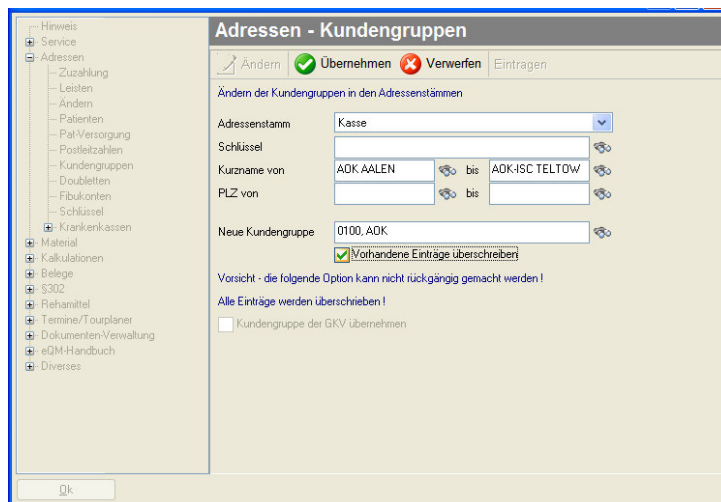 Hinweis
Service
Adressen
Zuzahlung
Leisten
Ändern
Patienten
Pat-Versorgung
Postleitzahlen
Kundengruppen
Doubletten
Fibukonten
Schlüssel
Krankenkassen
Material
Kalkulationen
Belege
§302
Rehamittel
Termine/Tourplaner
Dokumenten-Verwaltung
eQM-Handbuch
Diverses
Ok
Adressen - Kundengruppen
Ändern Übernehmen Verwerfen Eintragen
Ändern der Kundengruppen in den Adressenstämmen
Adressenstamm Kasse
Schlüssel
Kurzname von AOK AALEN bis AOK-ISC TELTOW
PLZ von bis
Neue Kundengruppe 0100, AOK
Vorhandene Einträge überschreiben
Vorsicht - die folgende Option kann nicht rückgängig gemacht werden !
Alle Einträge werden überschrieben !
Kundengruppe der GKV übernehmen